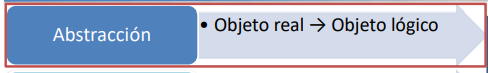 Abstracción
• Objeto real → Objeto lógico